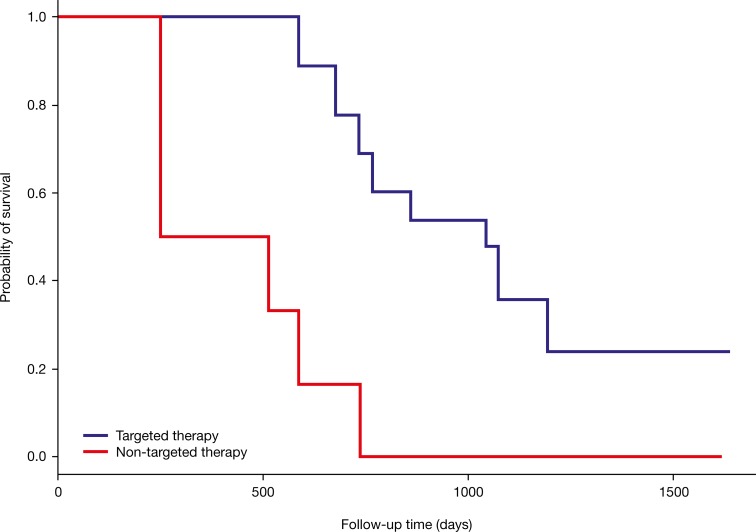 1.0
0.8
0.6
0.4
0.2
0.0
Probability of survival
Targeted therapy
Non-targeted therapy
0 500 1000 1500
Follow-up time (days)